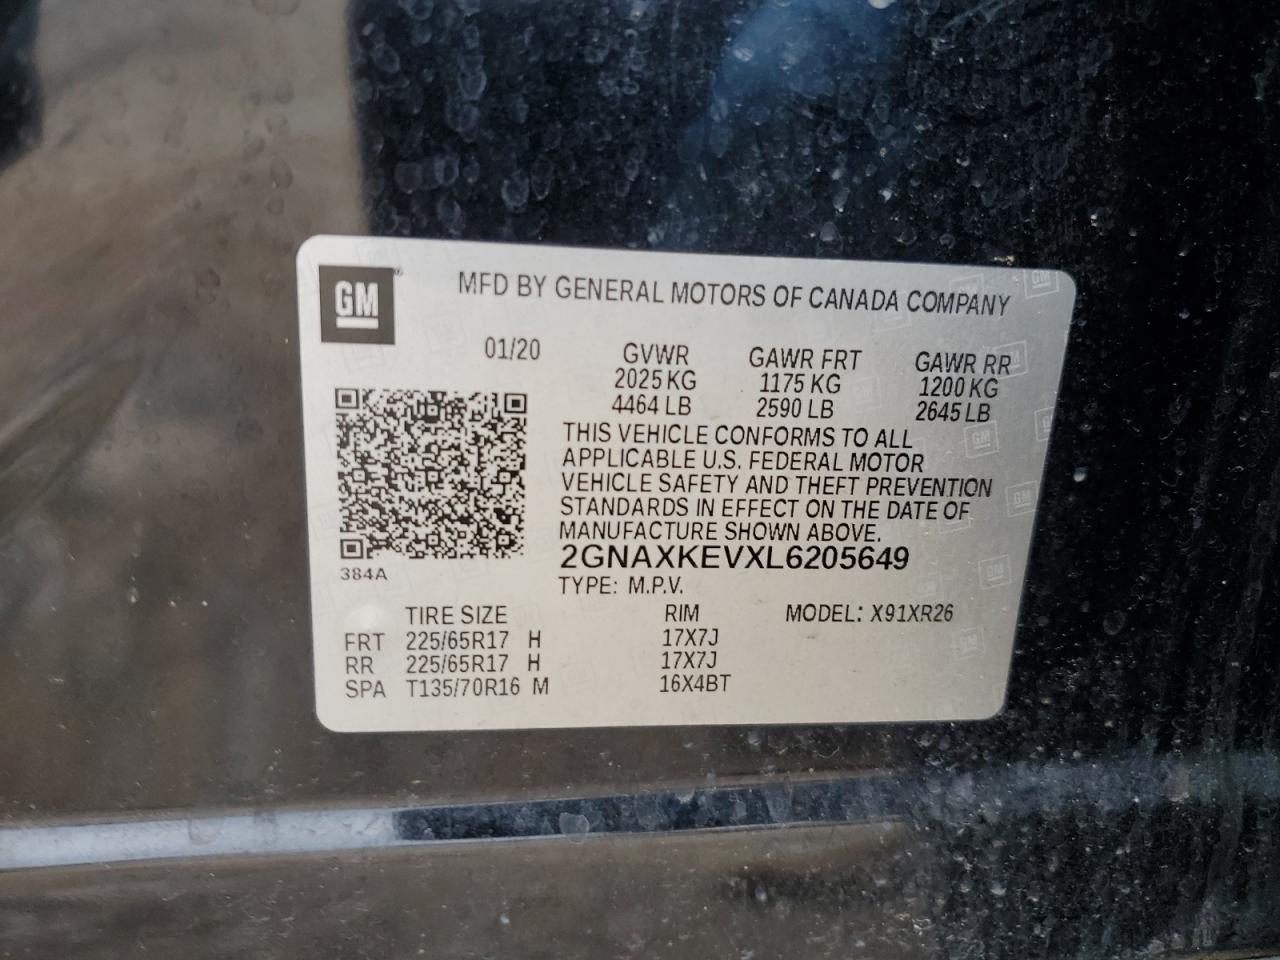 GM
MFD BY GENERAL MOTORS OF CANADA COMPANY
01/20 GVWR GAWR FRT GAWR RR
2025 KG 1175 KG 1200 KG
4464 LB 2590 LB 2645 LB
THIS VEHICLE CONFORMS TO ALL
APPLICABLE U.S. FEDERAL MOTOR
VEHICLE SAFETY AND THEFT PREVENTION
STANDARDS IN EFFECT ON THE DATE OF
MANUFACTURE SHOWN ABOVE.
2GNAXKEVXL6205649
384A
TYPE: M.P.V.
TIRE SIZE RIM MODEL: X91XR26
FRT 225/65R17 H 17X7J
RR 225/65R17 H 17X7J
SPA T135/70R16 M 16X4BT